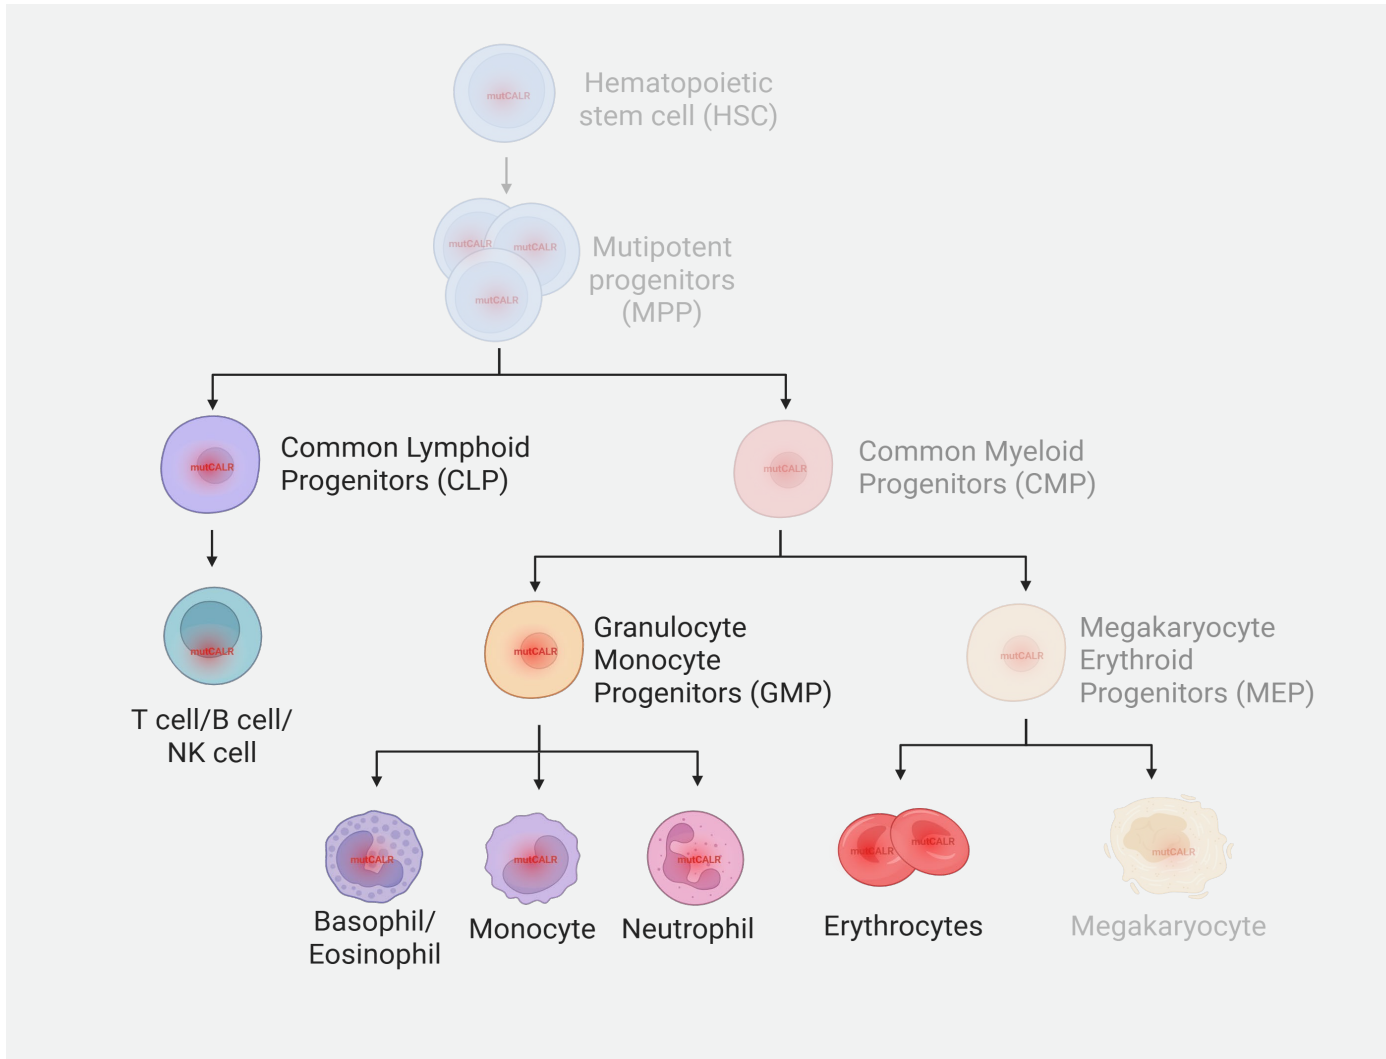 Hematopoietic
stem cell (HSC)
mutCALR
mutCALR
mutCALR
mutCALR
Mutipotent
progenitors
(MPP)
mutCALR
Common Lymphoid
Progenitors (CLP)
mutCALR
Common Myeloid
Progenitors (CMP)
mutCALR
T cell/B cell/
NK cell
mutCALR
Granulocyte
Monocyte
Progenitors (GMP)
mutCALR
Megakaryocyte
Erythroid
Progenitors (MEP)
mutCALR
Basophil/
Eosinophil
mutCALR
Monocyte
mutCALR
Neutrophil
mutCALR
mutCALR
Erythrocytes
mutCALR
Megakaryocyte